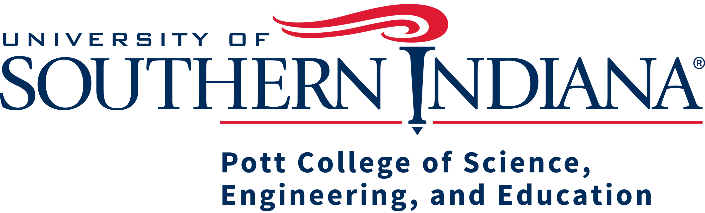 UNIVERSITY OF
SOUTHERN INDIANA®
Pott College of Science,
Engineering, and Education